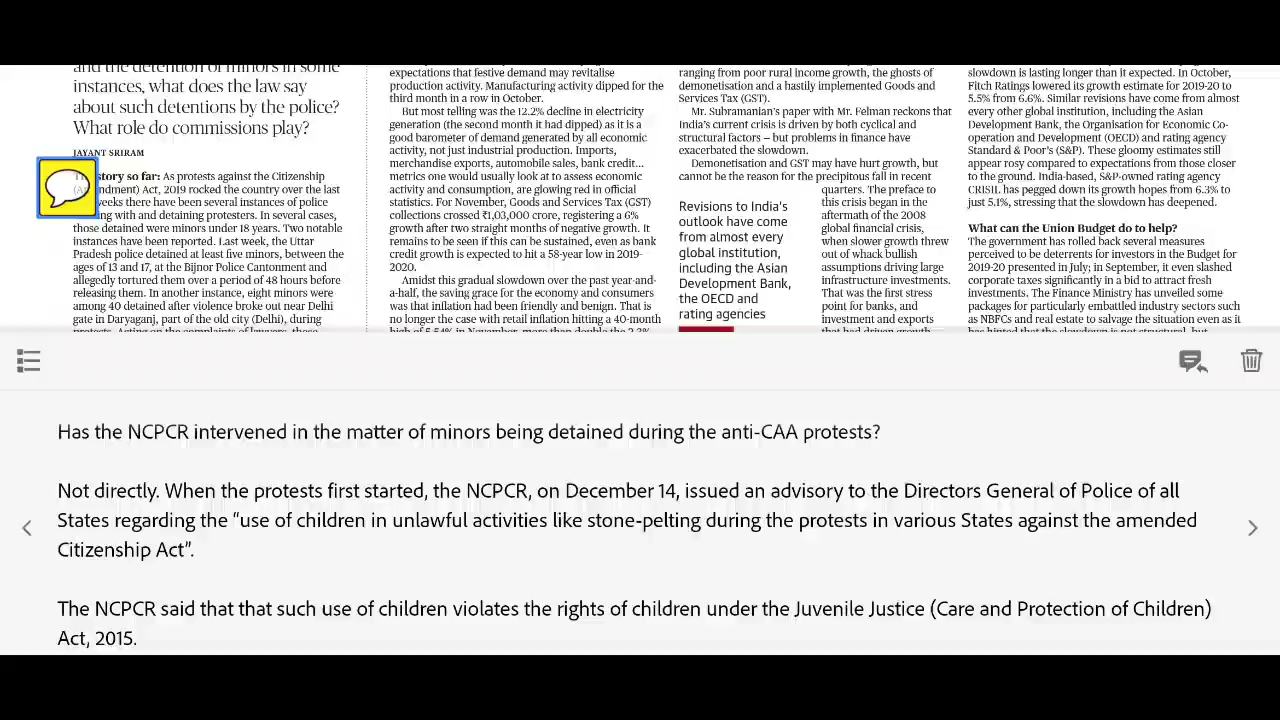 and the detention of minors in some
instances, what does the law say
about such detentions by the police?
What role do commissions play?
JAYANT SRIRAM
story so far: As protests against the Citizenship
Act, 2019 rocked the country over the last
weeks there have been several instances of police
with and detaining protesters. In several cases,
those detained were minors under 18 years. Two notable
instances have been reported. Last week, the Uttar
Pradesh police detained at least five minors, between the
ages of 13 and 17, at the Bijnor Police Cantonment and
allegedly tortured them over a period of 48 hours before
releasing them. In another instance, eight minors were
among 40 detained after violence broke out near Delhi
gate in Daryaganj, part of the old city (Delhi), during
protests. Acting on the complaints of lawyers, these
expectations that festive demand may revitalise
production activity. Manufacturing activity dipped for the
third month in a row in October.
But most telling was the 12.2% decline in electricity
generation (the second month it had dipped) as it is a
good barometer of demand generated by all economic
activity, not just industrial production. Imports,
merchandise exports, automobile sales, bank credit...
metrics one would usually look at to assess economic
activity and consumption, are glowing red in official
statistics. For November, Goods and Services Tax (GST)
collections crossed ₹1,03,000 crore, registering a 6%
growth after two straight months of negative growth. It
remains to be seen if this can be sustained, even as bank
credit growth is expected to hit a 58-year low in 2019-
2020.
Amidst this gradual slowdown over the past year-and-
a-half, the saving grace for the economy and consumers
was that inflation had been friendly and benign. That is
no longer the case with retail inflation hitting a 40-month
high of 5.54% in November, more than double the 2.3%
ranging from poor rural income growth, the ghosts of
demonetisation and a hastily implemented Goods and
Services Tax (GST).
Mr. Subramanian's paper with Mr. Felman reckons that
India's current crisis is driven by both cyclical and
structural factors – but problems in finance have
exacerbated the slowdown.
Demonetisation and GST may have hurt growth, but
cannot be the reason for the precipitous fall in recent
quarters. The preface to
this crisis began in the
aftermath of the 2008
global financial crisis,
when slower growth threw
out of whack bullish
assumptions driving large
infrastructure investments.
That was the first stress
point for banks, and
investment and exports
that had driven growth
Revisions to India's
outlook have come
from almost every
global institution,
including the Asian
Development Bank,
the OECD and
rating agencies
slowdown is lasting longer than it expected. In October,
Fitch Ratings lowered its growth estimate for 2019-20 to
5.5% from 6.6%. Similar revisions have come from almost
every other global institution, including the Asian
Development Bank, the Organisation for Economic Co-
operation and Development (OECD) and rating agency
Standard & Poor's (S&P). These gloomy estimates still
appear rosy compared to expectations from those closer
to the ground. India-based, S&P-owned rating agency
CRISIL has pegged down its growth hopes from 6.3% to
just 5.1%, stressing that the slowdown has deepened.
What can the Union Budget do to help?
The government has rolled back several measures
perceived to be deterrents for investors in the Budget for
2019-20 presented in July; in September, it even slashed
corporate taxes significantly in a bid to attract fresh
investments. The Finance Ministry has unveiled some
packages for particularly embattled industry sectors such
as NBFCs and real estate to salvage the situation even as it
has hinted that the slowdown is not structural, but
Has the NCPCR intervened in the matter of minors being detained during the anti-CAA protests?
Not directly. When the protests first started, the NCPCR, on December 14, issued an advisory to the Directors General of Police of all
States regarding the “use of children in unlawful activities like stone-pelting during the protests in various States against the amended
Citizenship Act”.
The NCPCR said that that such use of children violates the rights of children under the Juvenile Justice (Care and Protection of Children)
Act, 2015.